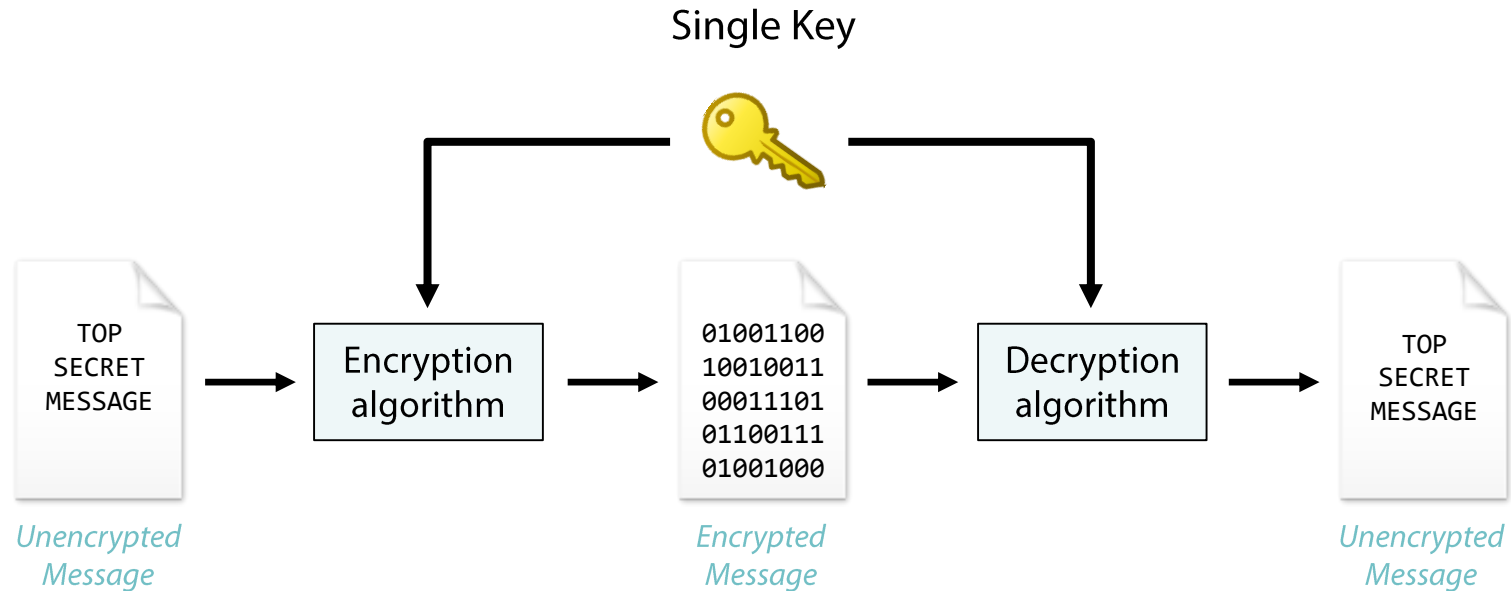 Single Key
TOP
SECRET
MESSAGE
Encryption
algorithm
01001100
10010011
00011101
01100111
01001000
Decryption
algorithm
TOP
SECRET
MESSAGE
Unencrypted
Message
Encrypted
Message
Unencrypted
Message